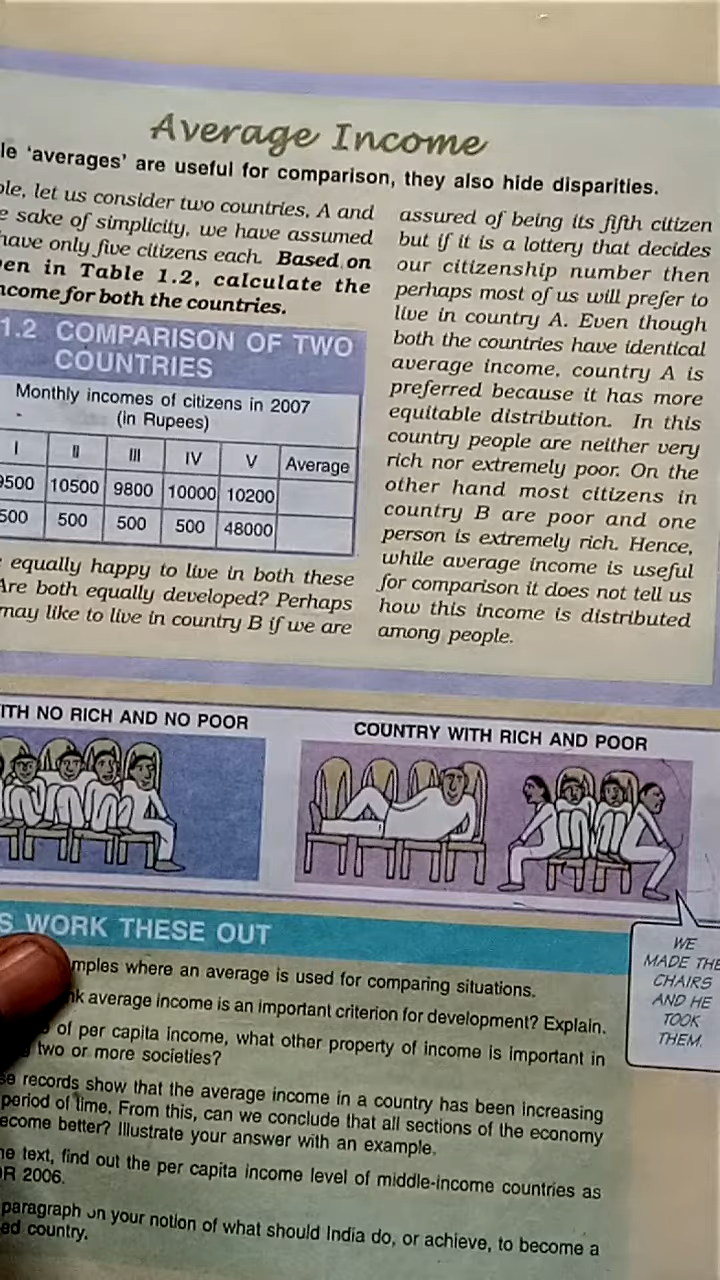 Average Income
'averages' are useful for comparison, they also hide disparities.
let us consider two countries, A and
sake of simplicity, we have assumed
have only five citizens each. Based on
in Table 1.2, calculate the
for both the countries.
1.2 COMPARISON OF TWO
COUNTRIES
Monthly incomes of citizens in 2007
(in Rupees)
I II III IV V Average
9500 10500 9800 10000 10200
500 500 500 500 48000
equally happy to live in both these
Are both equally developed? Perhaps
may like to live in country B if we are
assured of being its fifth citizen
but if it is a lottery that decides
our citizenship number then
perhaps most of us will prefer to
live in country A. Even though
both the countries have identical
average income, country A is
preferred because it has more
equitable distribution. In this
country people are neither very
rich nor extremely poor. On the
other hand most citizens in
country B are poor and one
person is extremely rich. Hence,
while average income is useful
for comparison it does not tell us
how this income is distributed
among people.
WITH NO RICH AND NO POOR
COUNTRY WITH RICH AND POOR
WE
MADE THE
CHAIRS
AND HE
TOOK
THEM.
WORK THESE OUT
where an average is used for comparing situations.
average income is an important criterion for development? Explain.
of per capita income, what other property of income is important in
two or more societies?
records show that the average income in a country has been increasing
period of time. From this, can we conclude that all sections of the economy
become better? Illustrate your answer with an example.
text, find out the per capita income level of middle-income countries as
2006.
paragraph on your notion of what should India do, or achieve, to become a
country.